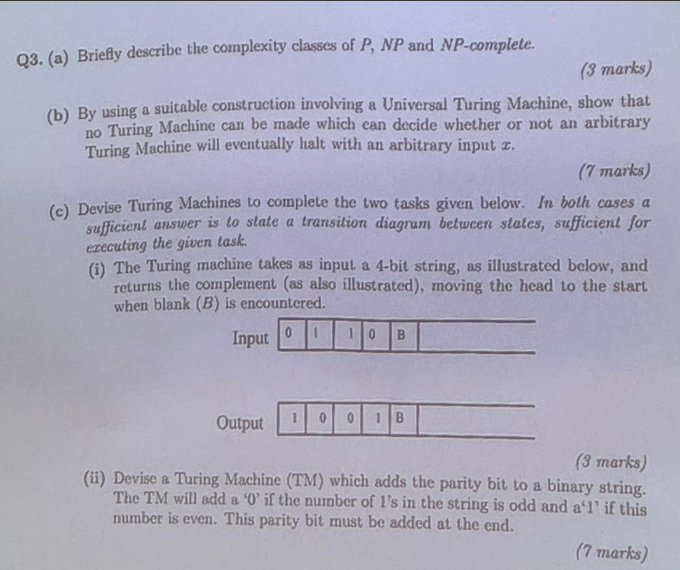 Q3. (a) Briefly describe the complexity classes of P, NP and NP-complete.
(3 marks)
(b) By using a suitable construction involving a Universal Turing Machine, show that
no Turing Machine can be made which can decide whether or not an arbitrary
Turing Machine will eventually halt with an arbitrary input x.
(7 marks)
(c) Devise Turing Machines to complete the two tasks given below. In both cases a
sufficient answer is to state a transition diagram between states, sufficient for
executing the given task.
(i) The Turing machine takes as input a 4-bit string, as illustrated below, and
returns the complement (as also illustrated), moving the head to the start
when blank (B) is encountered.
Input 0 1 1 0 B
Output 1 0 0 1 B
(3 marks)
(ii) Devise a Turing Machine (TM) which adds the parity bit to a binary string.
The TM will add a ‘0’ if the number of 1’s in the string is odd and a‘1’ if this
number is even. This parity bit must be added at the end.
(7 marks)